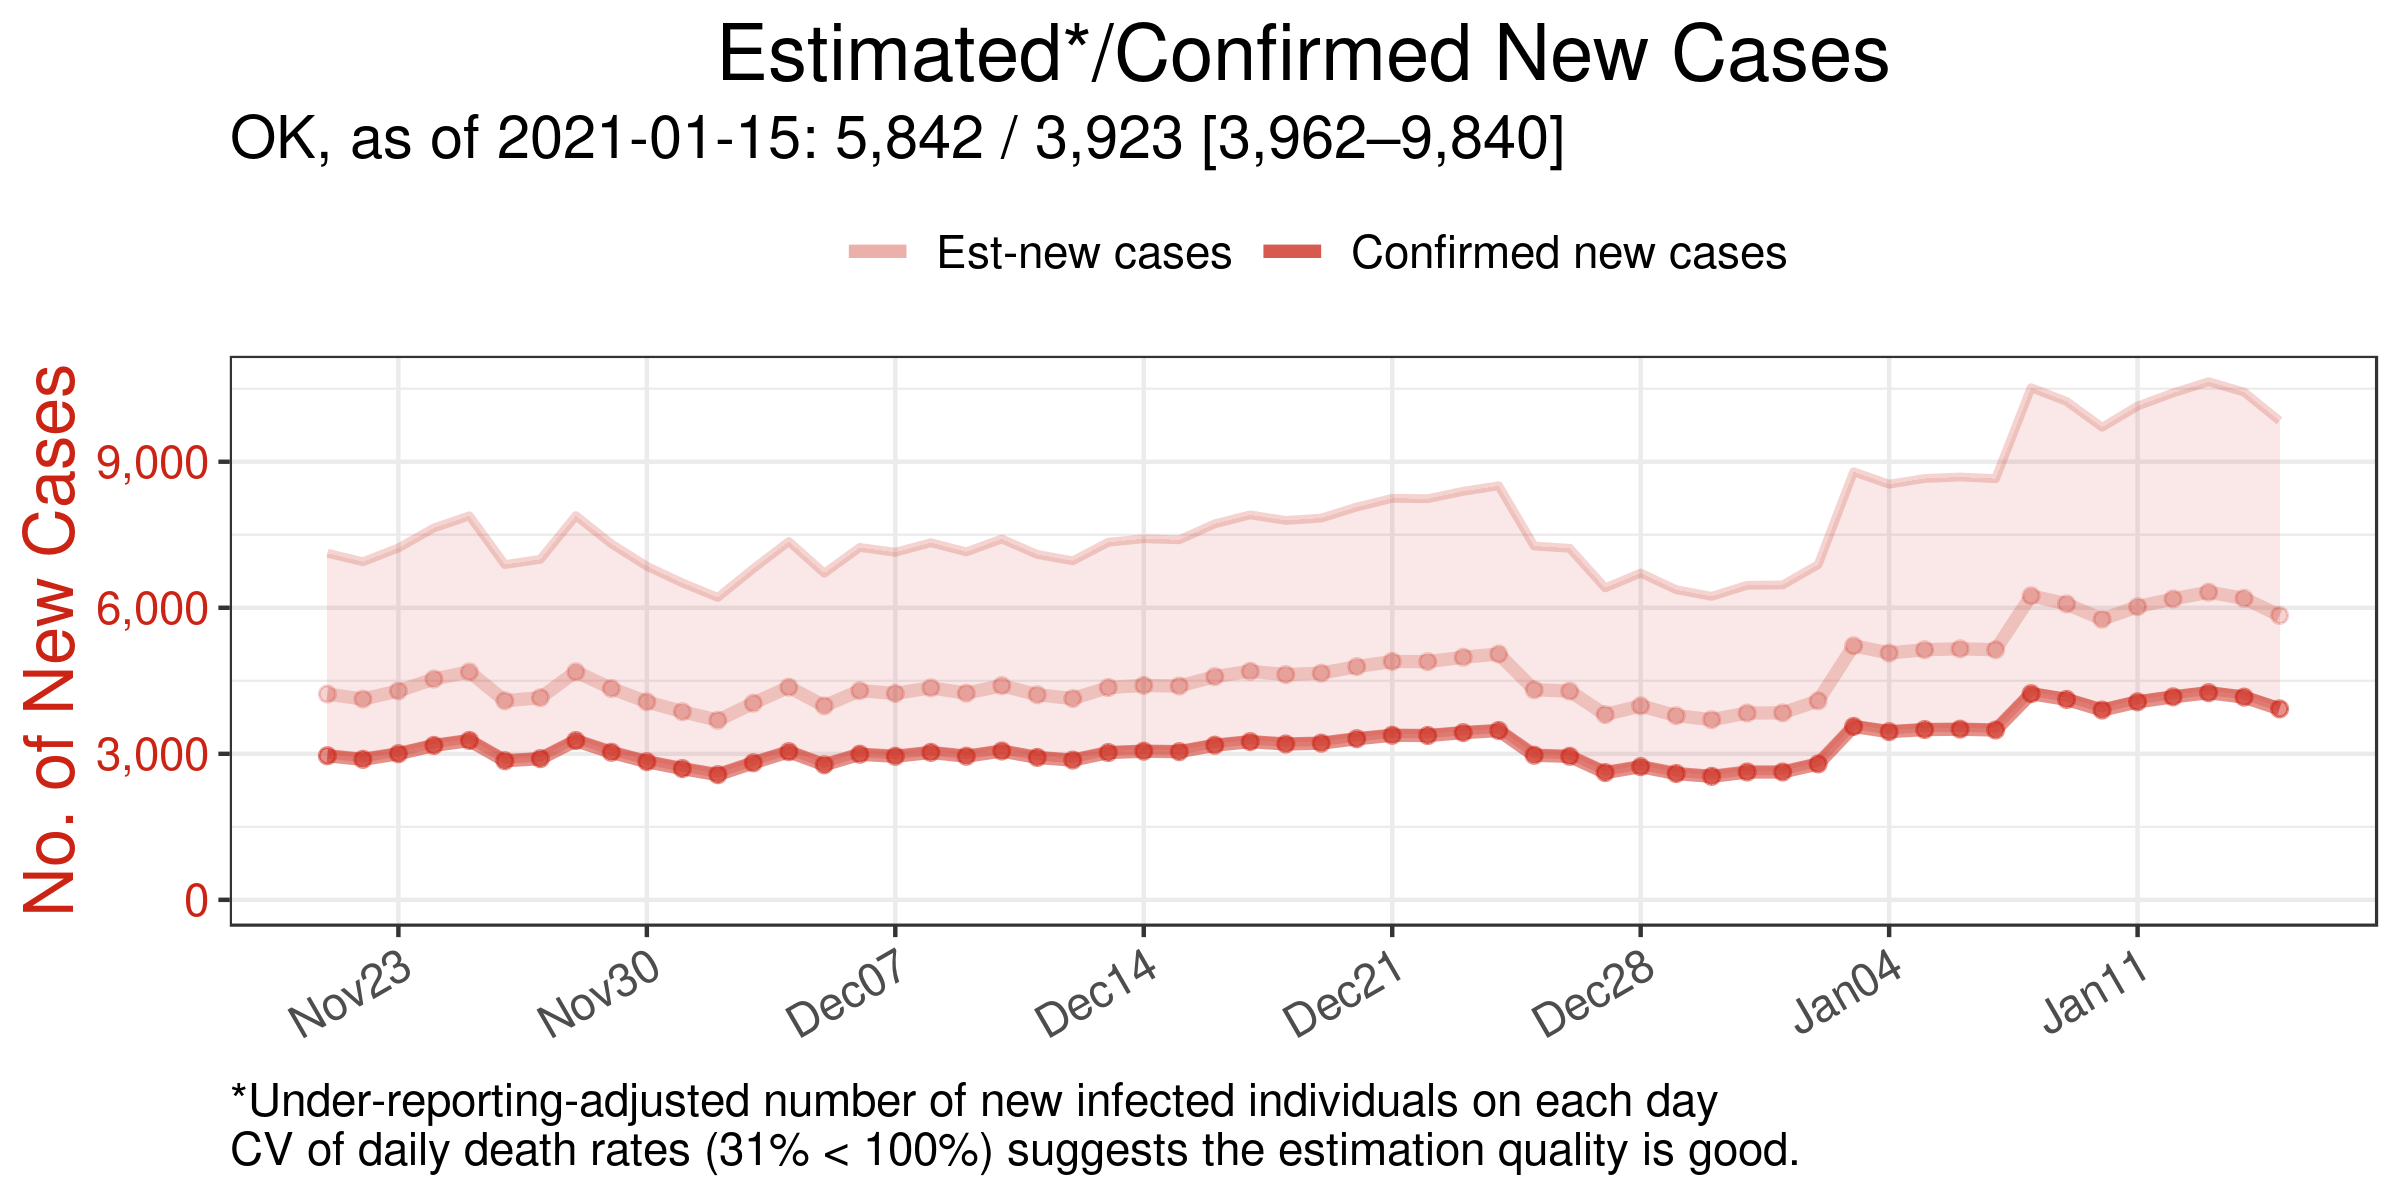 Estimated*/Confirmed New Cases
OK, as of 2021-01-15: 5,842 / 3,923 [3,962–9,840]
Est-new cases Confirmed new cases
No. of New Cases
9,000
6,000
3,000
0
Nov23 Nov30 Dec07 Dec14 Dec21 Dec28 Jan04 Jan11
*Under-reporting-adjusted number of new infected individuals on each day
CV of daily death rates (31% < 100%) suggests the estimation quality is good.